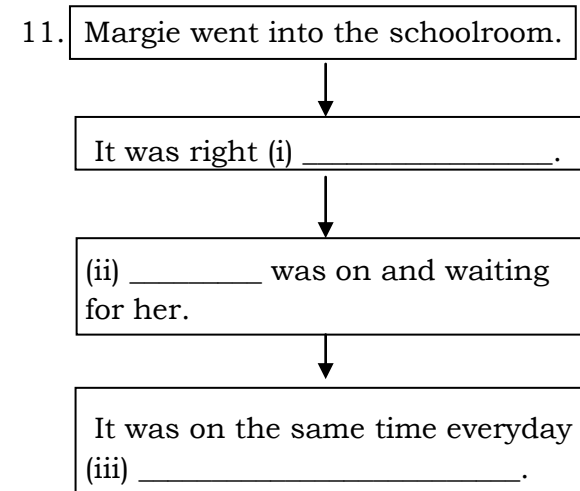 11. Margie went into the schoolroom.
It was right (i) _________________.
(ii) _________ was on and waiting
for her.
It was on the same time everyday
(iii) __________________________.